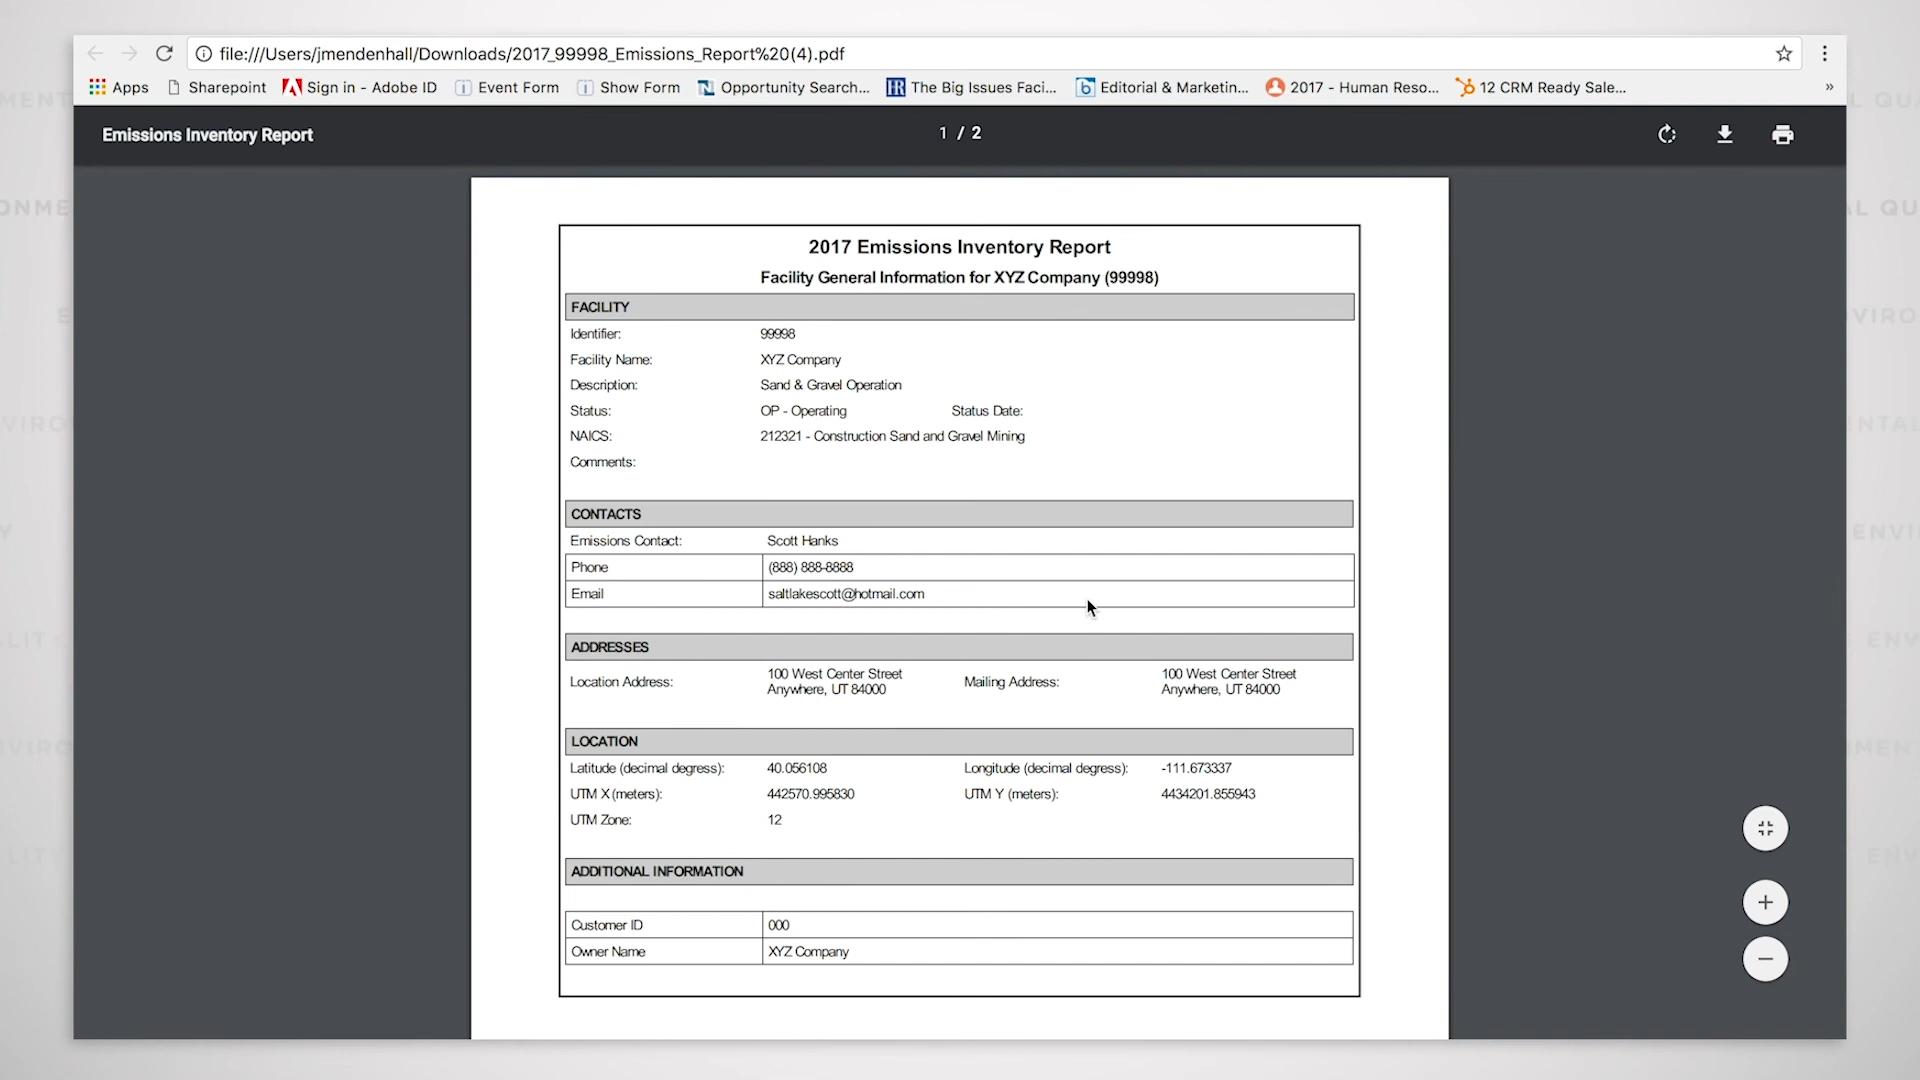 file:///Users/jmendenhall/Downloads/2017_99998_Emissions_Report%20(4).pdf
Apps Sharepoint Sign in - Adobe ID Event Form Show Form Opportunity Search... The Big Issues Faci... Editorial & Marketin... 2017 - Human Reso... 12 CRM Ready Sale... »
Emissions Inventory Report 1 / 2
2017 Emissions Inventory Report
Facility General Information for XYZ Company (99998)
FACILITY
Identifier: 99998
Facility Name: XYZ Company
Description: Sand & Gravel Operation
Status: OP - Operating Status Date:
NAICS: 212321 - Construction Sand and Gravel Mining
Comments:
CONTACTS
Emissions Contact: Scott Hanks
Phone (888) 888-8888
Email saltlakescott@hotmail.com
ADDRESSES
Location Address: 100 West Center Street Mailing Address: 100 West Center Street
Anywhere, UT 84000 Anywhere, UT 84000
LOCATION
Latitude (decimal degress): 40.056108 Longitude (decimal degress): -111.673337
UTM X (meters): 442570.995830 UTM Y (meters): 4434201.855943
UTM Zone: 12
ADDITIONAL INFORMATION
Customer ID 000
Owner Name XYZ Company